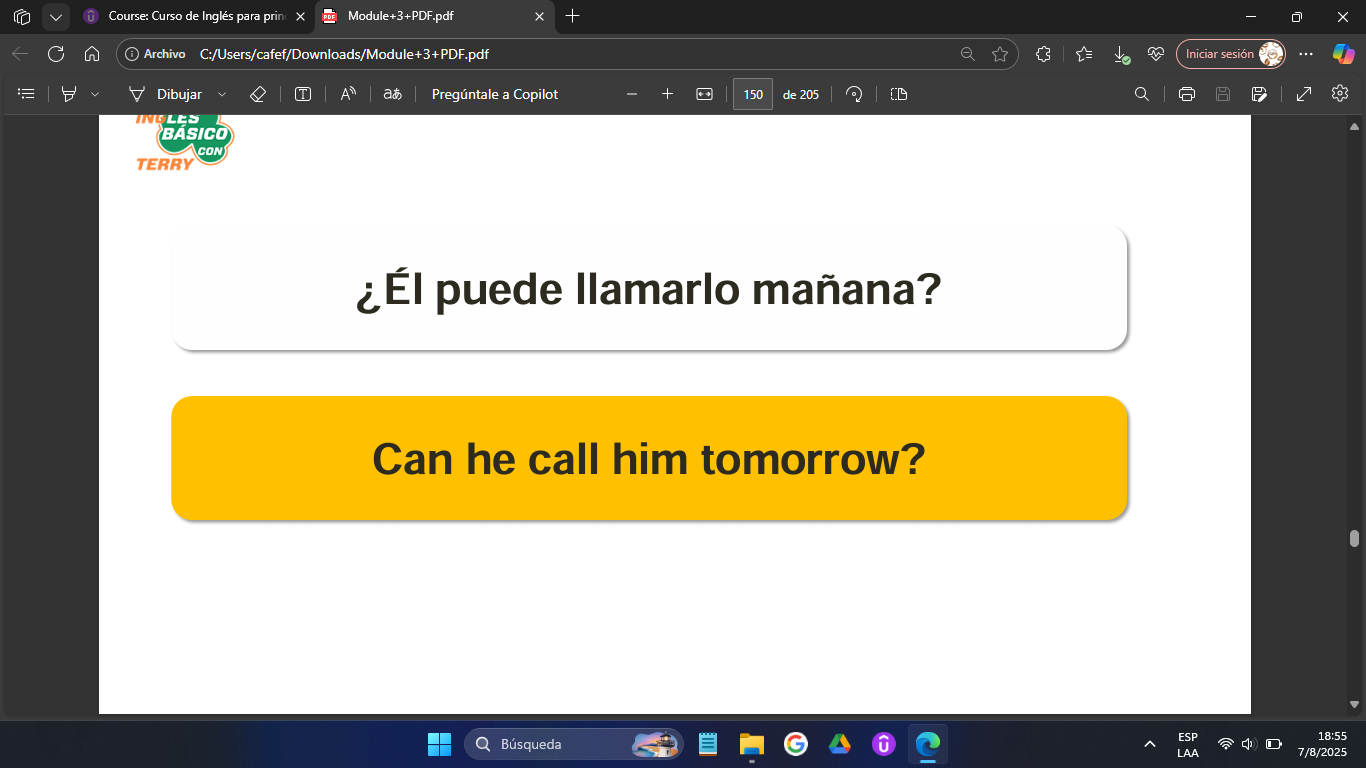 Course: Curso de Inglés para prin
Module+3+PDF.pdf
Archivo
C:/Users/cafef/Downloads/Module+3+PDF.pdf
Iniciar sesión
Dibujar
Pregúntale a Copilot
150
de 205
INGLÉS
BÁSICO
CON
TERRY
¿Él puede llamarlo mañana?
Can he call him tomorrow?
Búsqueda
ESP
LAA
18:55
7/8/2025